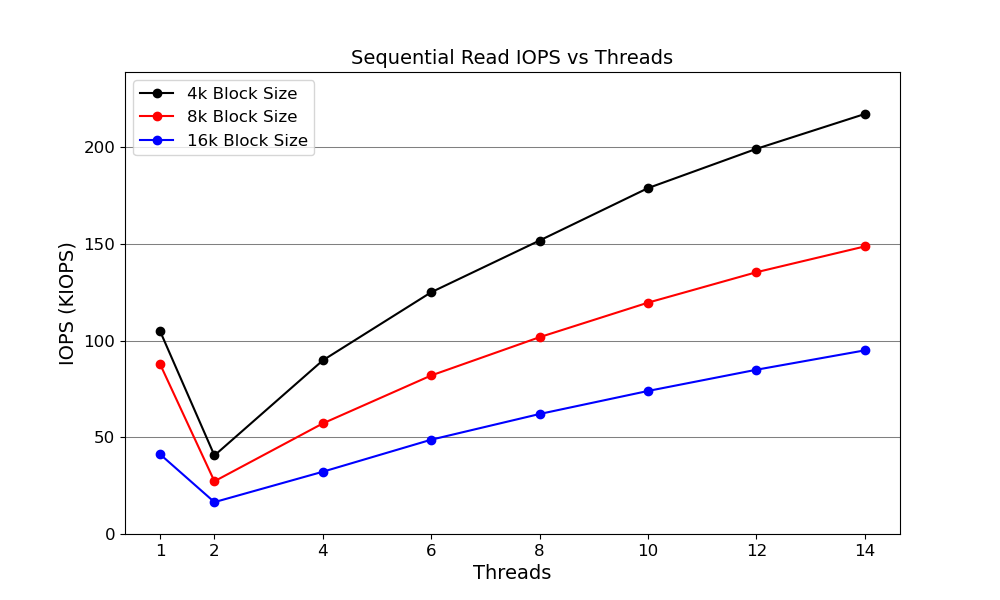 Sequential Read IOPS vs Threads
4k Block Size
8k Block Size
16k Block Size
IOPS (KIOPS)
200
150
100
50
0
1 2 4 6 8 10 12 14
Threads